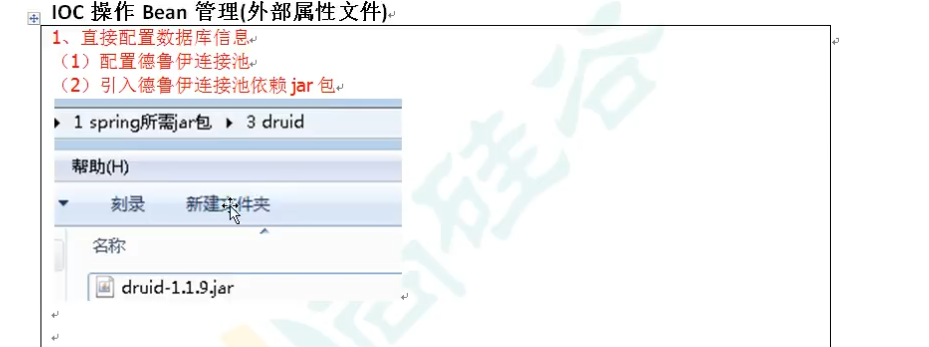 IOC 操作 Bean 管理(外部属性文件)
1、直接配置数据库信息
（1）配置德鲁伊连接池
（2）引入德鲁伊连接池依赖 jar 包
1 spring所需jar包 ▸ 3 druid
帮助(H)
刻录 新建文件夹
名称
druid-1.1.9.jar
尚硅谷